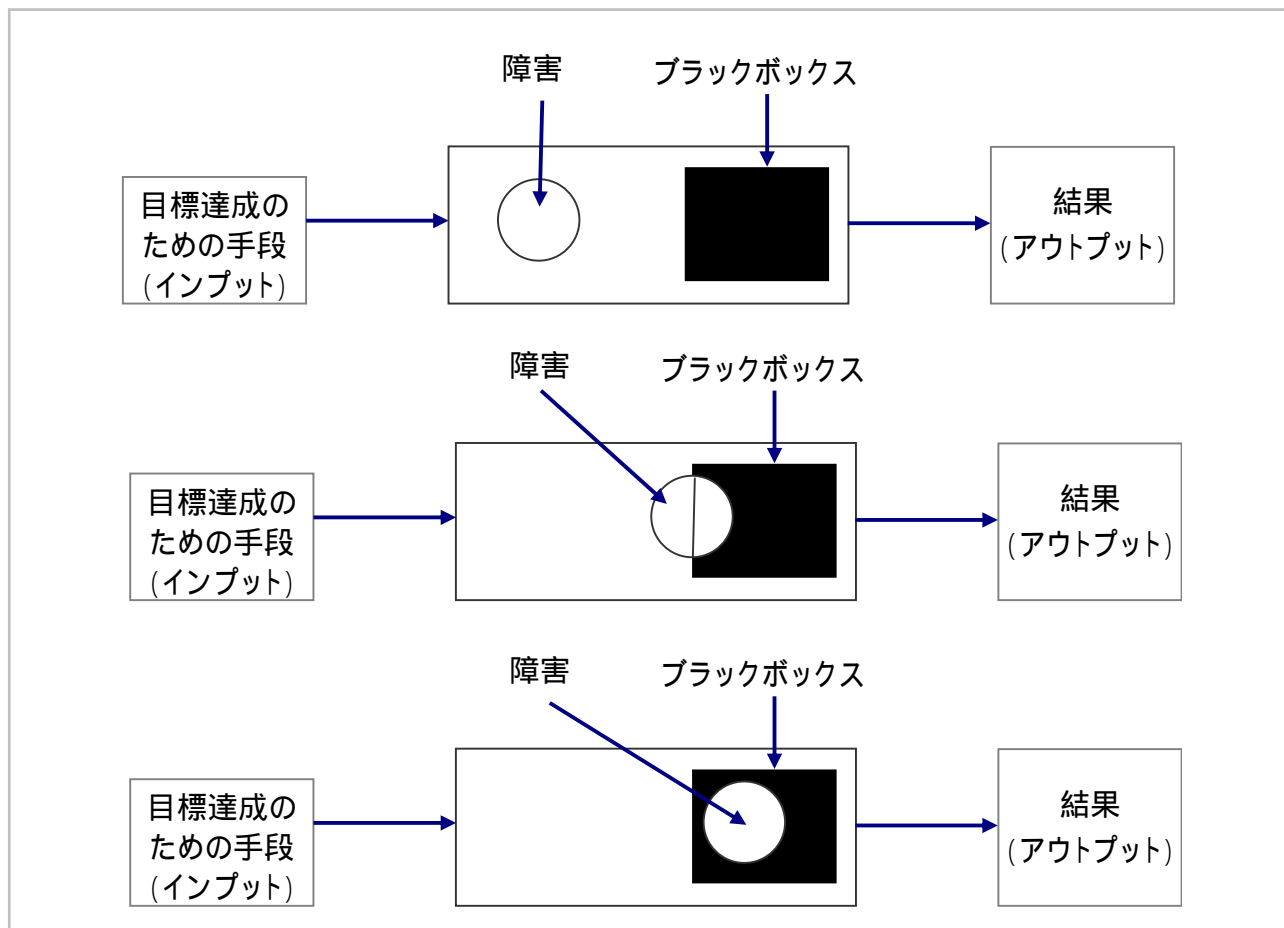 障害
ブラックボックス
目標達成の
ための手段
(インプット)
結果
(アウトプット)
障害
ブラックボックス
目標達成の
ための手段
(インプット)
結果
(アウトプット)
障害
ブラックボックス
目標達成の
ための手段
(インプット)
結果
(アウトプット)